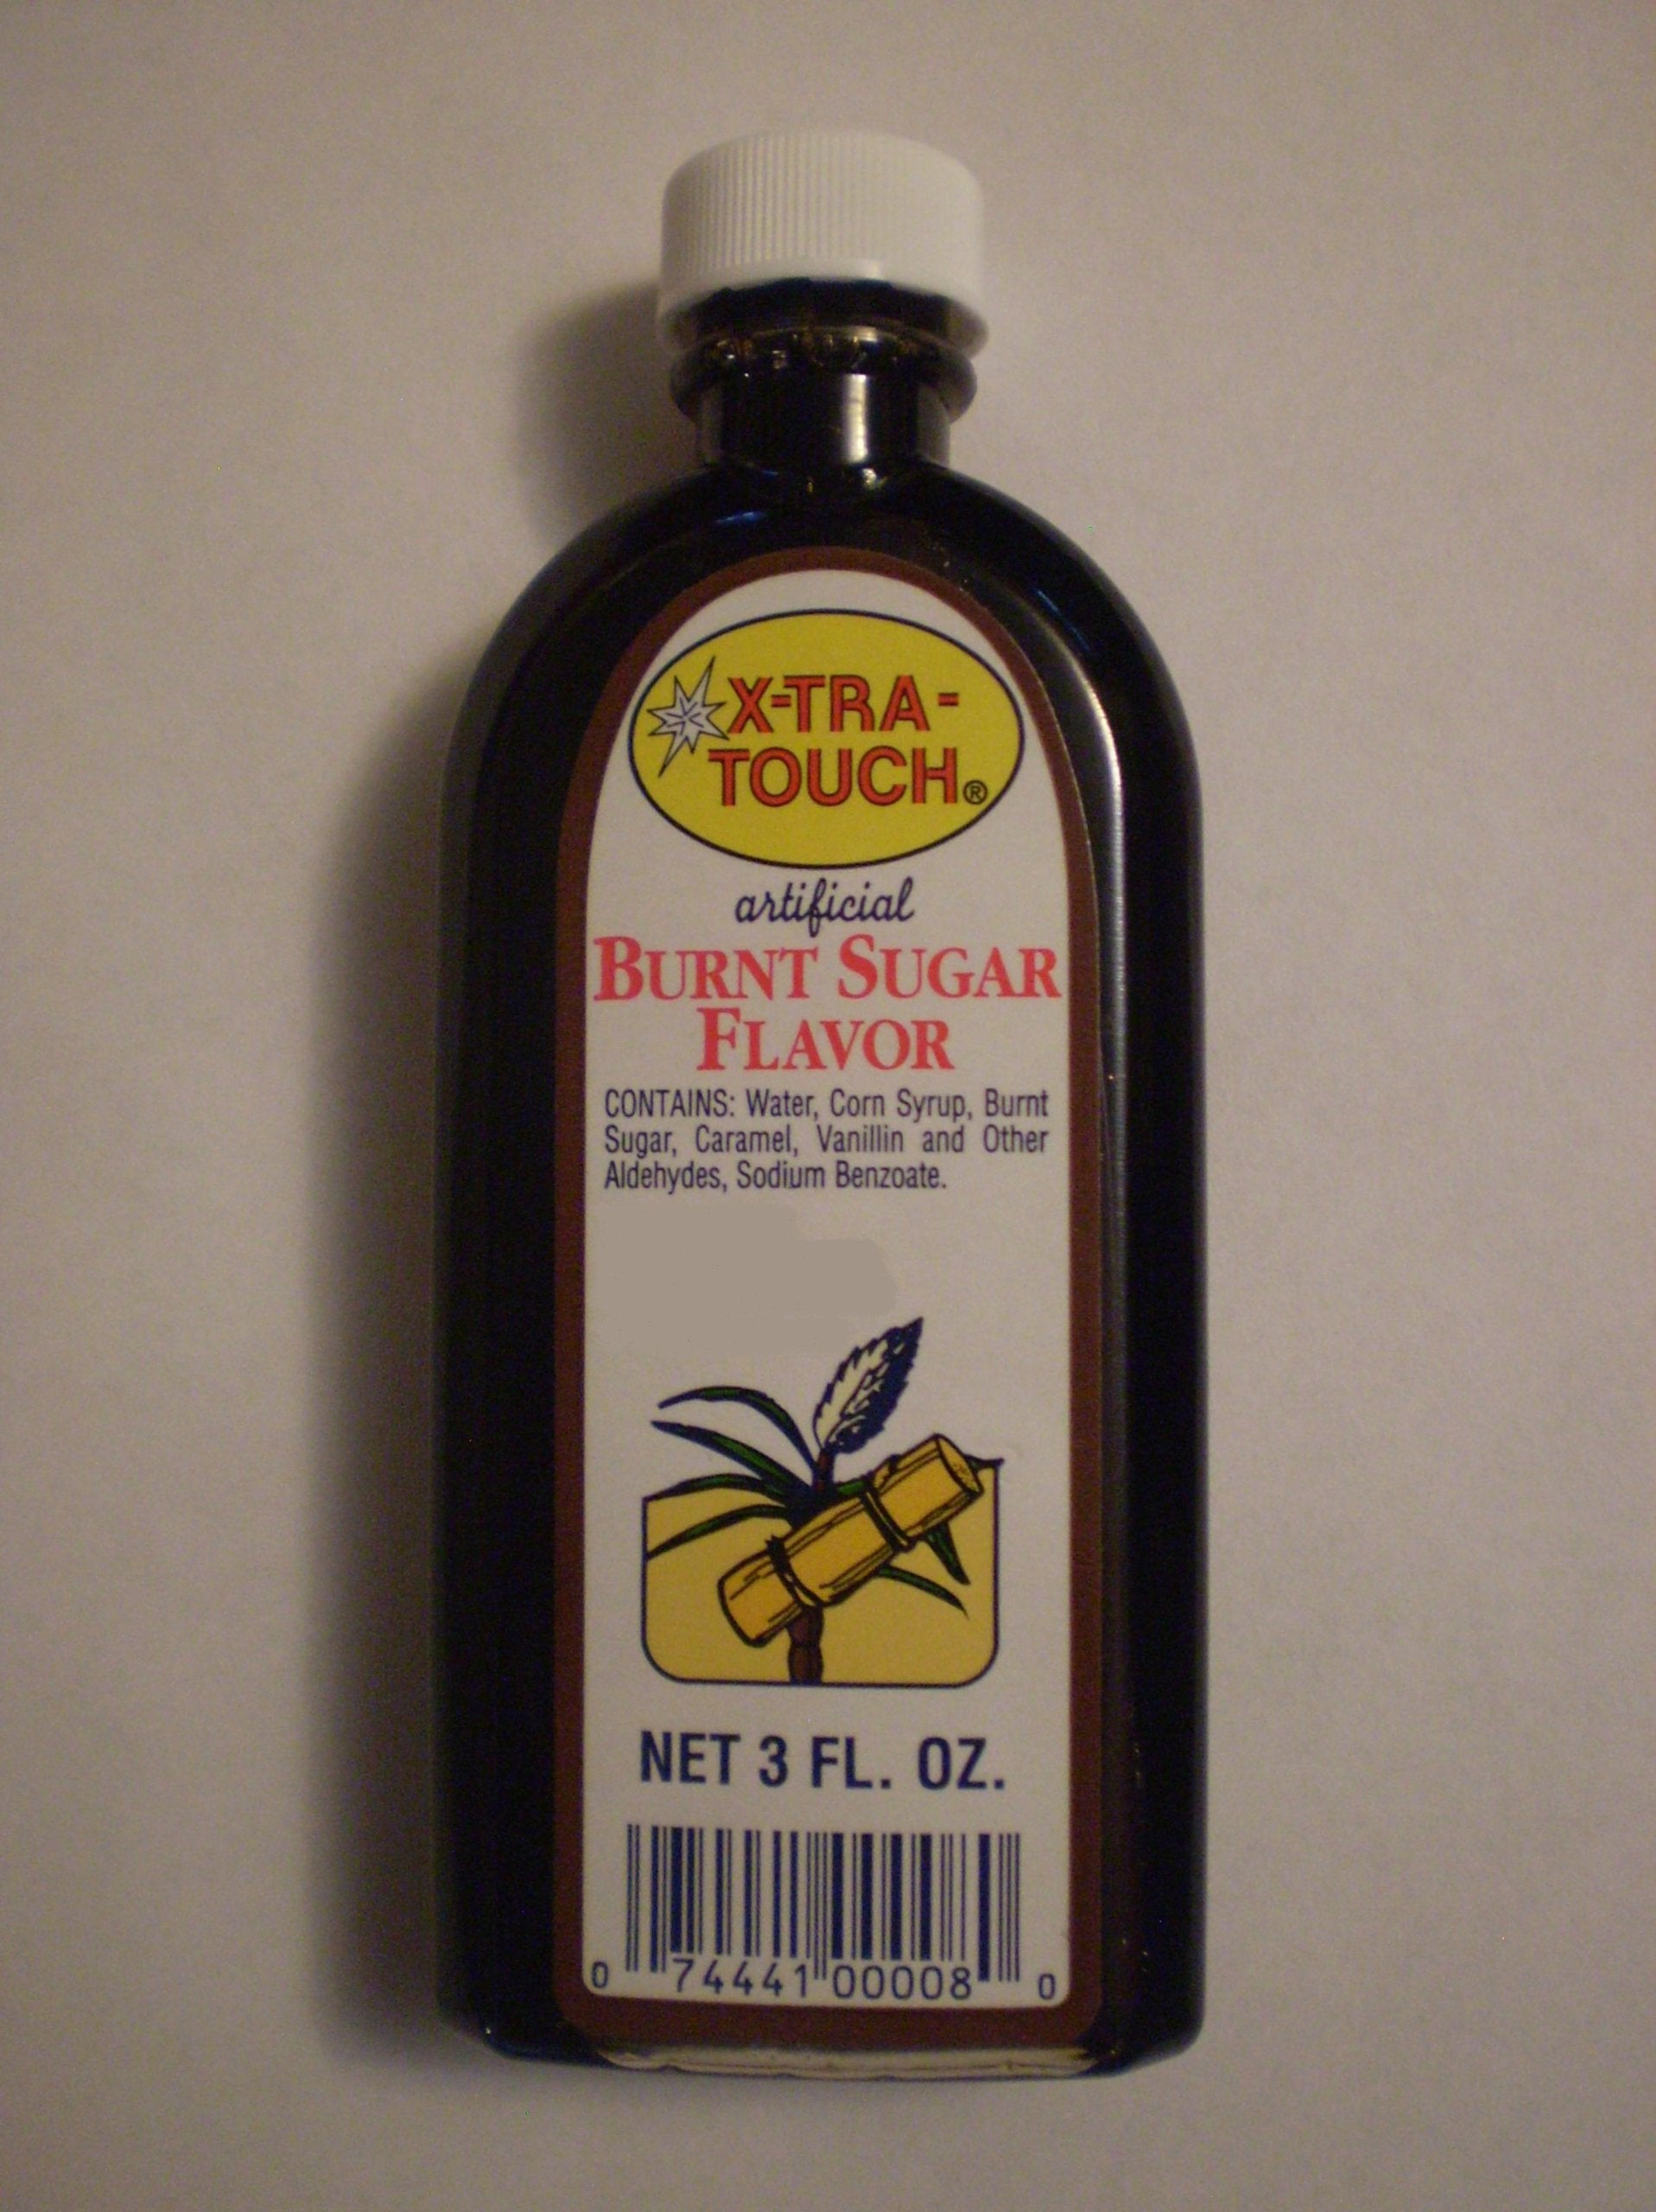 X-TRA-
TOUCH®
artificial
BURNT SUGAR
FLAVOR
CONTAINS: Water, Corn Syrup, Burnt
Sugar, Caramel, Vanillin and Other
Aldehydes, Sodium Benzoate.
NET 3 FL. OZ.
0 74441 00008 0